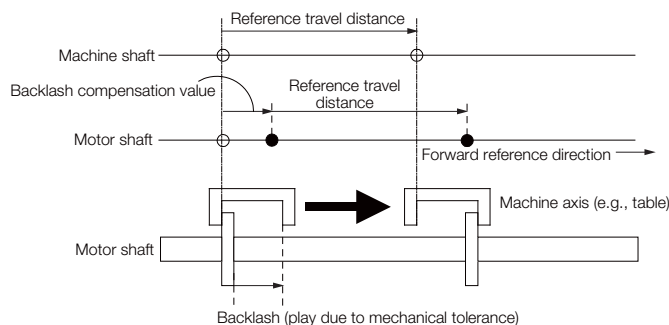 Reference travel distance
Machine shaft
Backlash compensation value
Reference travel
distance
Motor shaft
Forward reference direction
Machine axis (e.g., table)
Motor shaft
Backlash (play due to mechanical tolerance)